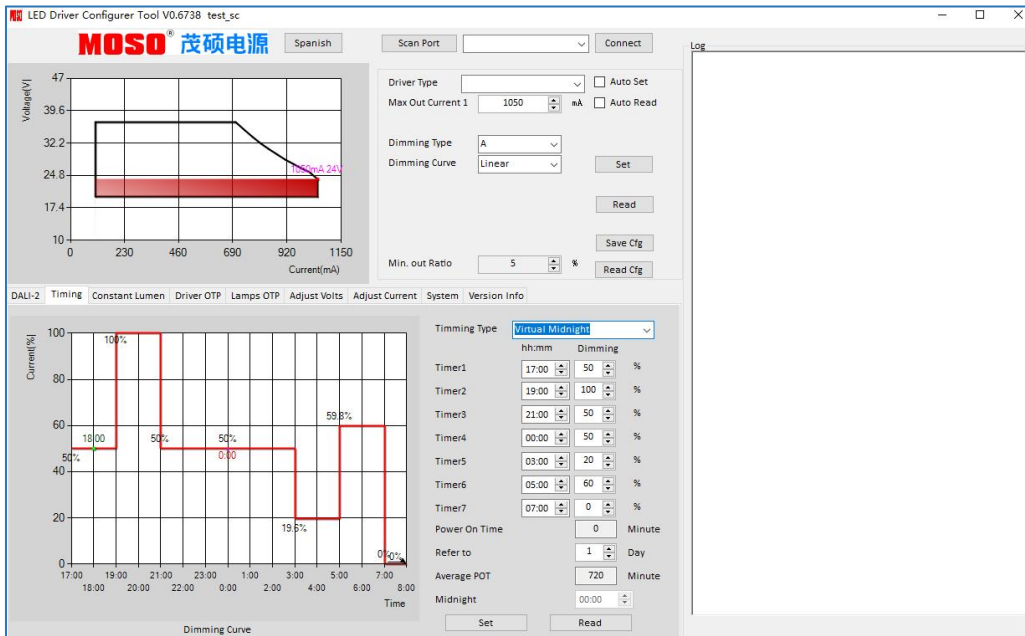 LED Driver Configurer Tool V0.6738 test_sc
MOSO® 茂硕电源
Spanish
Scan Port
Connect
Log
Voltage(V)
47
39.6
32.2
24.8
17.4
10
1050mA 24V
0 230 460 690 920 1150
Current(mA)
Driver Type
Auto Set
Max Out Current 1 1050 mA
Auto Read
Dimming Type A
Dimming Curve Linear
Set
Read
Save Cfg
Min. out Ratio 5 %
Read Cfg
DALI-2 Timing Constant Lumen Driver OTP Lamps OTP Adjust Volts Adjust Current System Version Info
Current(%)
100
80
60
40
20
0
100%
59.8%
18:00
50%
50%
50%
0:00
19.6%
0%
0%
17:00 19:00 21:00 23:00 1:00 3:00 5:00 7:00
18:00 20:00 22:00 0:00 2:00 4:00 6:00 8:00
Time
Dimming Curve
Timming Type Virtual Midnight
hh:mm Dimming
Timer1 17:00 50 %
Timer2 19:00 100 %
Timer3 21:00 50 %
Timer4 00:00 50 %
Timer5 03:00 20 %
Timer6 05:00 60 %
Timer7 07:00 0 %
Power On Time 0 Minute
Refer to 1 Day
Average POT 720 Minute
Midnight 00:00
Set Read